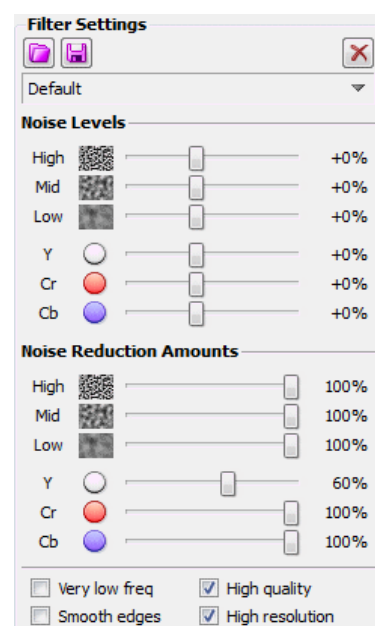 Filter Settings
Default
Noise Levels
High +0%
Mid +0%
Low +0%
Y +0%
Cr +0%
Cb +0%
Noise Reduction Amounts
High 100%
Mid 100%
Low 100%
Y 60%
Cr 100%
Cb 100%
Very low freq High quality
Smooth edges High resolution